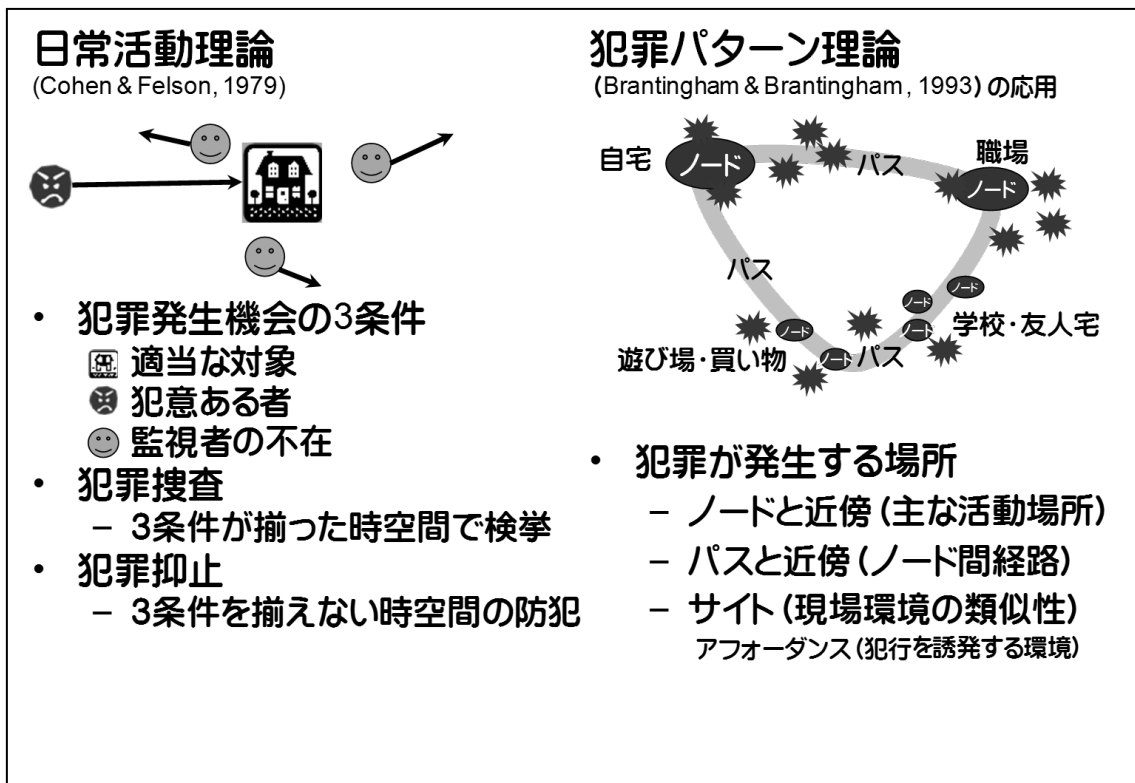 日常活動理論
(Cohen & Felson, 1979)
• 犯罪発生機会の3条件
適当な対象
犯意ある者
監視者の不在
• 犯罪捜査
– 3条件が揃った時空間で検挙
• 犯罪抑止
– 3条件を揃えない時空間の防犯
犯罪パターン理論
(Brantingham & Brantingham, 1993)の応用
自宅
ノード
パス
職場
ノード
パス
ノード
ノード
ノード
ノード
学校・友人宅
遊び場・買い物
ノード
パス
• 犯罪が発生する場所
– ノードと近傍(主な活動場所)
– パスと近傍(ノード間経路)
– サイト(現場環境の類似性)
アフォーダンス(犯行を誘発する環境)